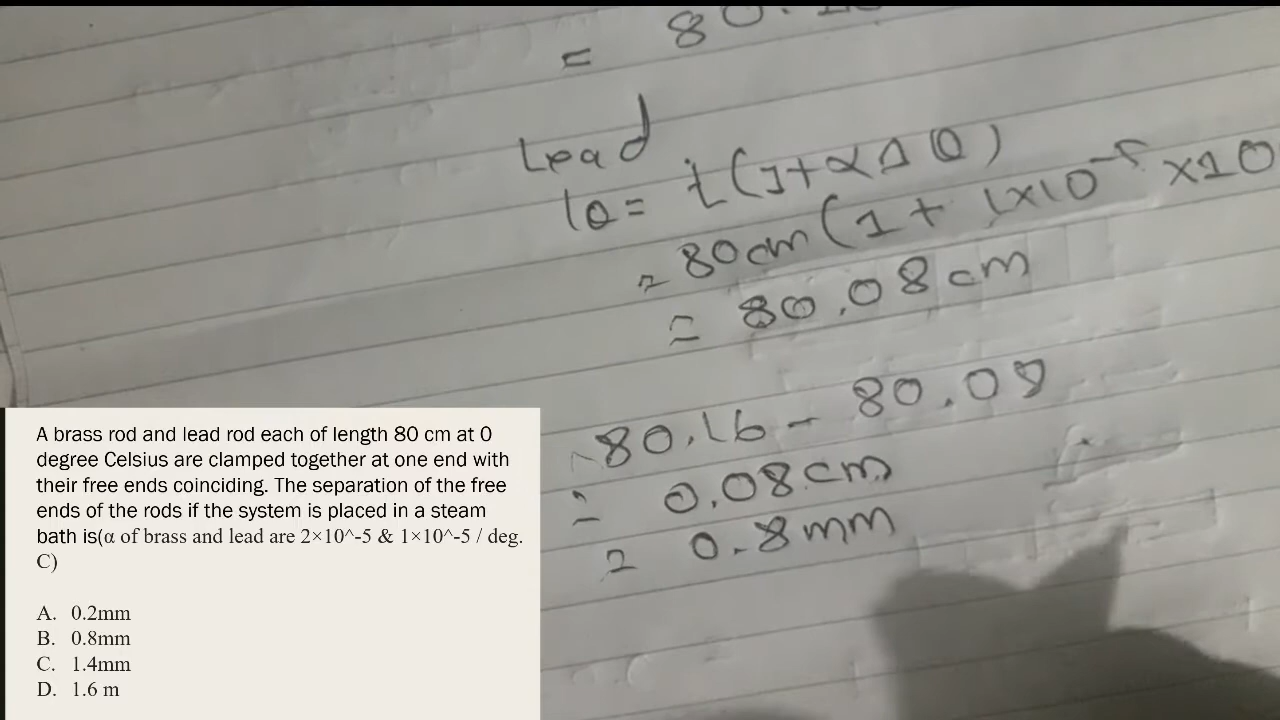 = 80.
Lead
lθ = l(1+α Δθ)
= 80cm (1 + 1×10^-5 ×10
= 80.08cm
80.16 - 80.08
= 0.08cm
= 0.8mm
A brass rod and lead rod each of length 80 cm at 0
degree Celsius are clamped together at one end with
their free ends coinciding. The separation of the free
ends of the rods if the system is placed in a steam
bath is(α of brass and lead are 2×10^-5 & 1×10^-5 / deg.
C)
A. 0.2mm
B. 0.8mm
C. 1.4mm
D. 1.6 m